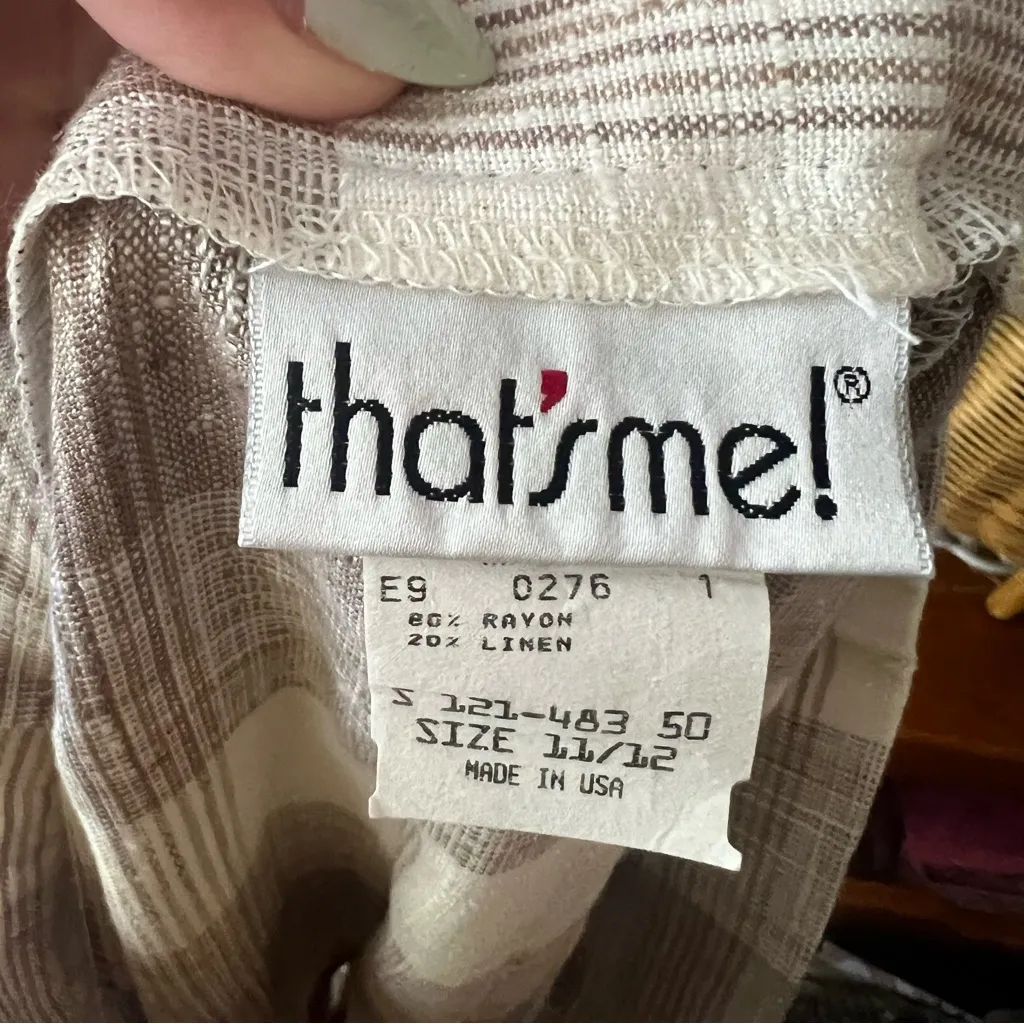 that's me!®
E9 0276 1
80% RAYON
20% LINEN
S 121-483 50
SIZE 11/12
MADE IN USA